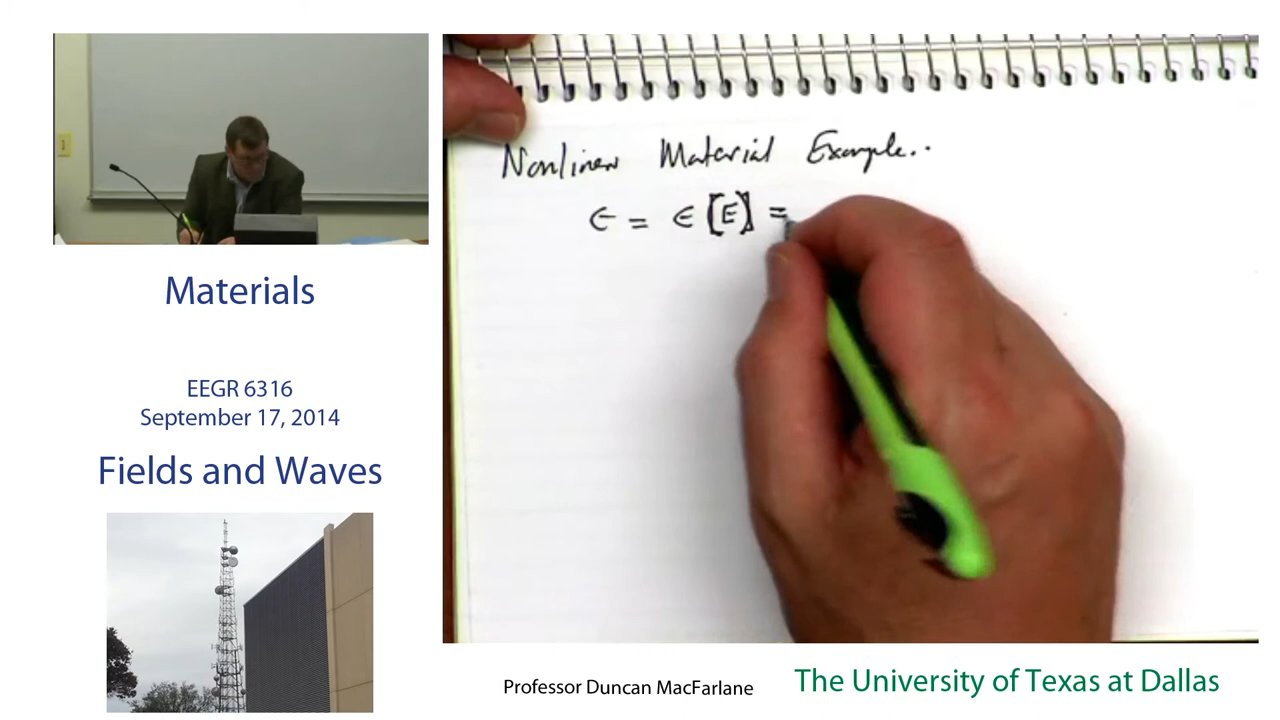 Nonlinear Material Example..
ϵ = ϵ [E] =
Materials
EEGR 6316
September 17, 2014
Fields and Waves
Professor Duncan MacFarlane
The University of Texas at Dallas